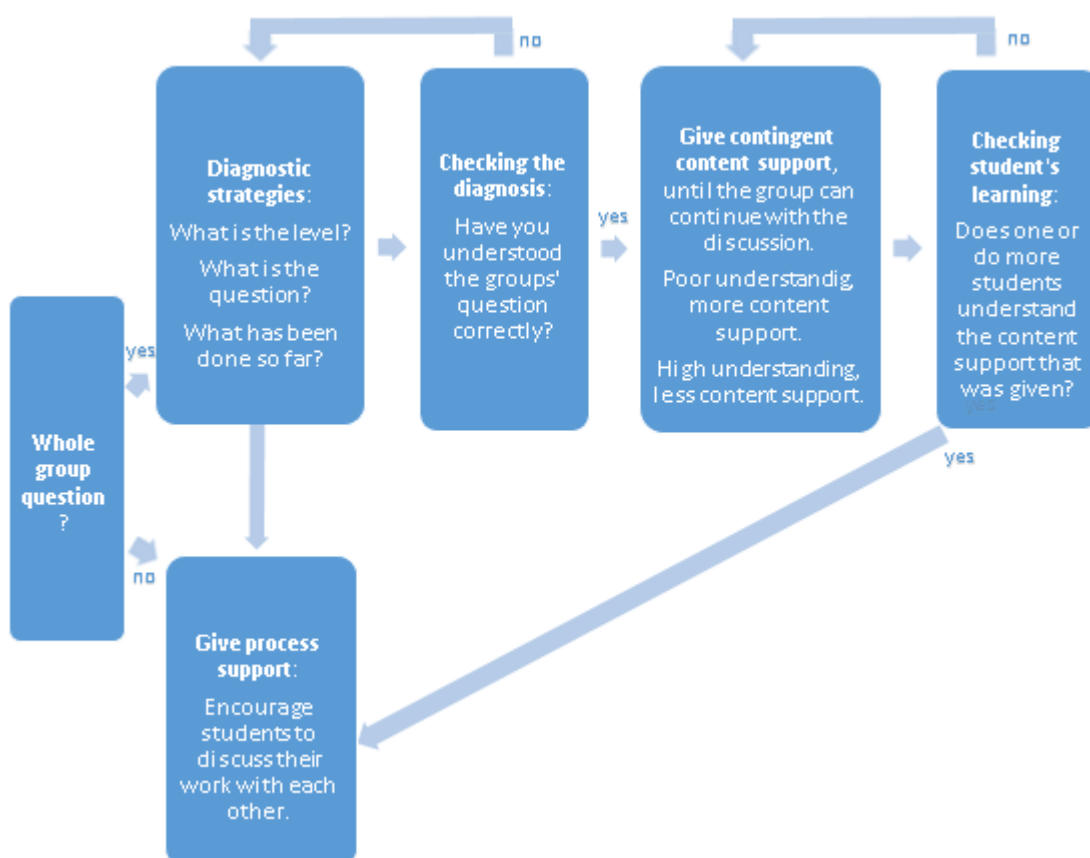 no
no
Diagnostic
strategies:
What is the level?
What is the
question?
What has been
done so far?
Checking the
diagnosis:
Have you
understood
the groups'
question
correctly?
yes
Give contingent
content support,
until the group can
continue with the
discussion.
Poor understandig,
more content
support.
High understanding,
less content support.
Checking
student's
learning:
Does one or
do more
students
understand
the content
support that
was given?
yes
yes
yes
Whole
group
question
?
no
Give process
support:
Encourage
students to
discuss their
work with each
other.